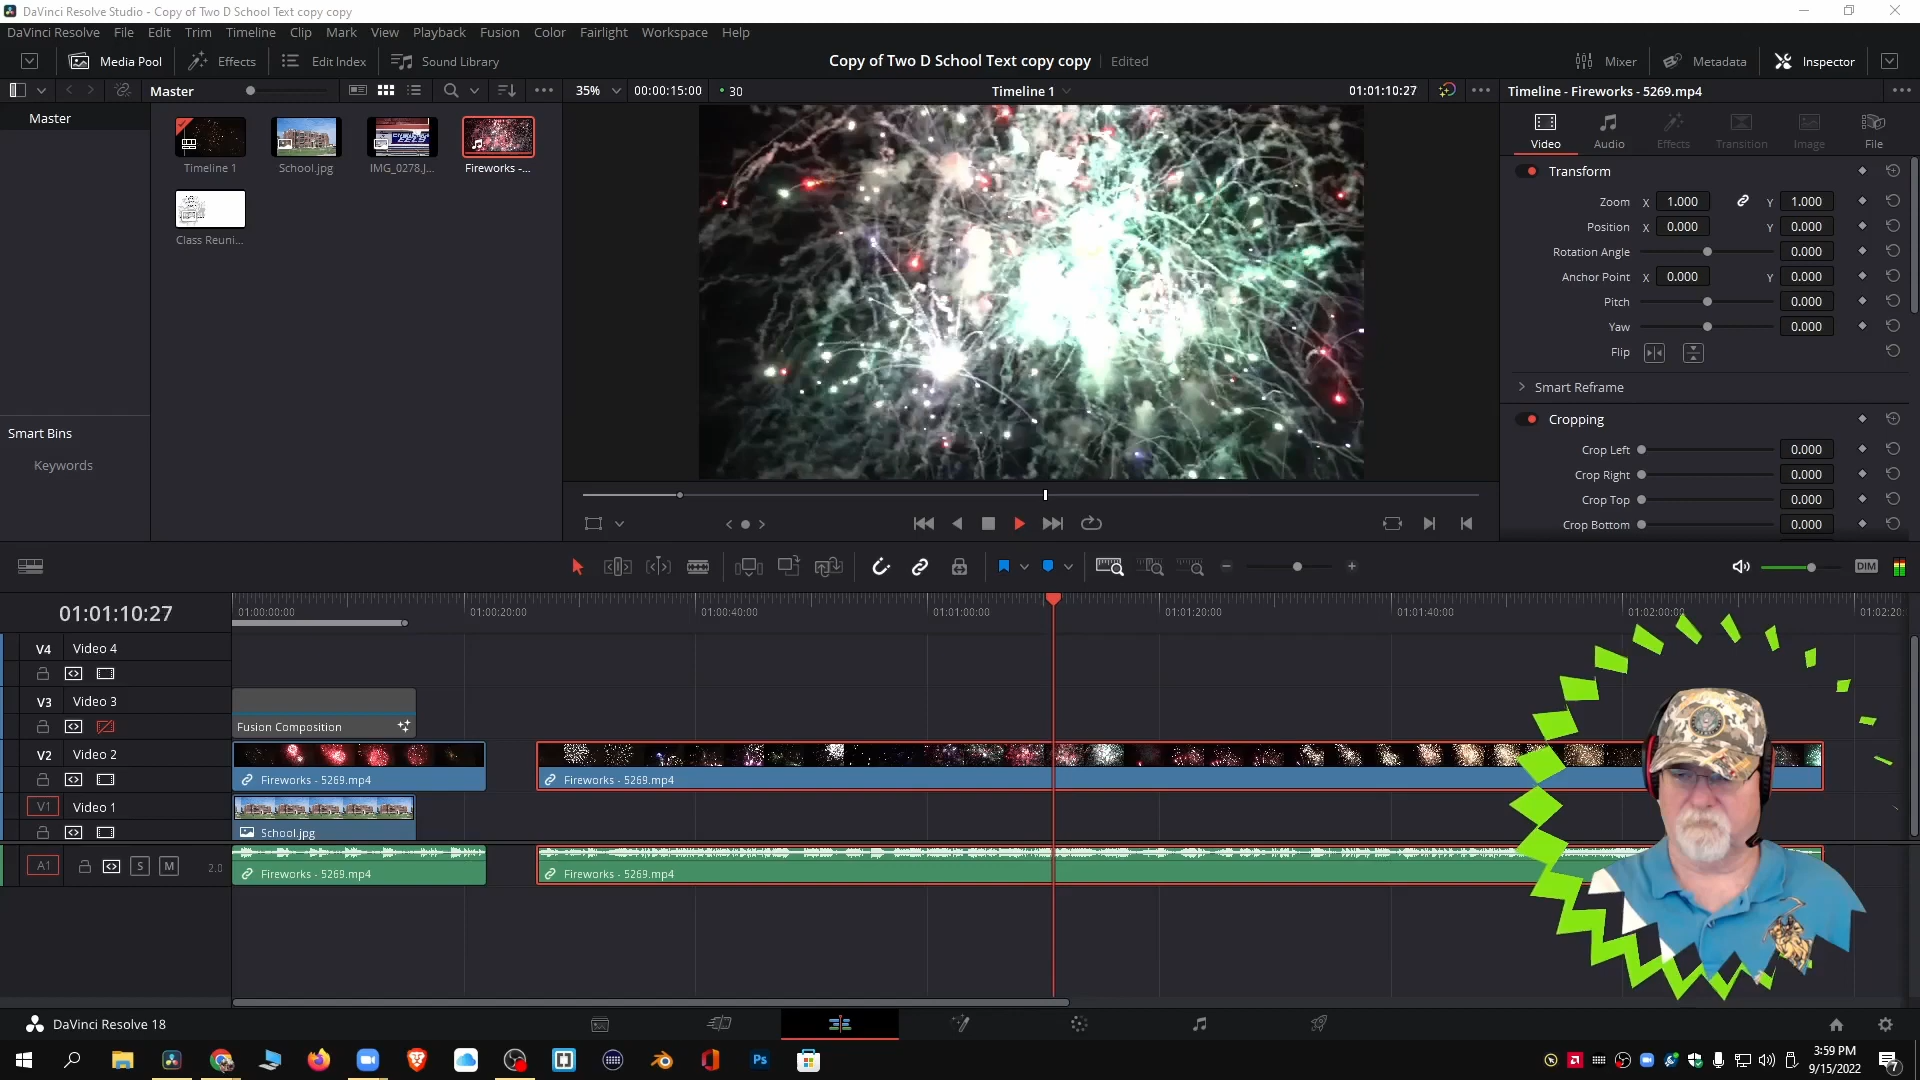 DaVinci Resolve Studio - Copy of Two D School Text copy copy
DaVinci Resolve File Edit Trim Timeline Clip Mark View Playback Fusion Color Fairlight Workspace Help
Media Pool Effects Edit Index Sound Library Copy of Two D School Text copy copy Edited Mixer Metadata Inspector
Master 35% 00:00:15:00 30 Timeline 1 01:01:10:27 Timeline - Fireworks - 5269.mp4
Master
Timeline 1 School.jpg IMG_0278.J... Fireworks -...
Class Reuni...
Smart Bins
Keywords
Video Audio Effects Transition Image File
Transform
Zoom X 1.000 Y 1.000
Position X 0.000 Y 0.000
Rotation Angle 0.000
Anchor Point X 0.000 Y 0.000
Pitch 0.000
Yaw 0.000
Flip
Smart Reframe
Cropping
Crop Left 0.000
Crop Right 0.000
Crop Top 0.000
Crop Bottom 0.000
DIM
01:01:10:27 01:00:00:00 01:00:20:00 01:00:40:00 01:01:00:00 01:01:20:00 01:01:40:00 01:02:00:00 01:02:20:
V4 Video 4
V3 Video 3
Fusion Composition
V2 Video 2
Fireworks - 5269.mp4 Fireworks - 5269.mp4
V1 Video 1
School.jpg
A1 S M 2.0
Fireworks - 5269.mp4 Fireworks - 5269.mp4
DaVinci Resolve 18
Ps
3:59 PM
9/15/2022
7